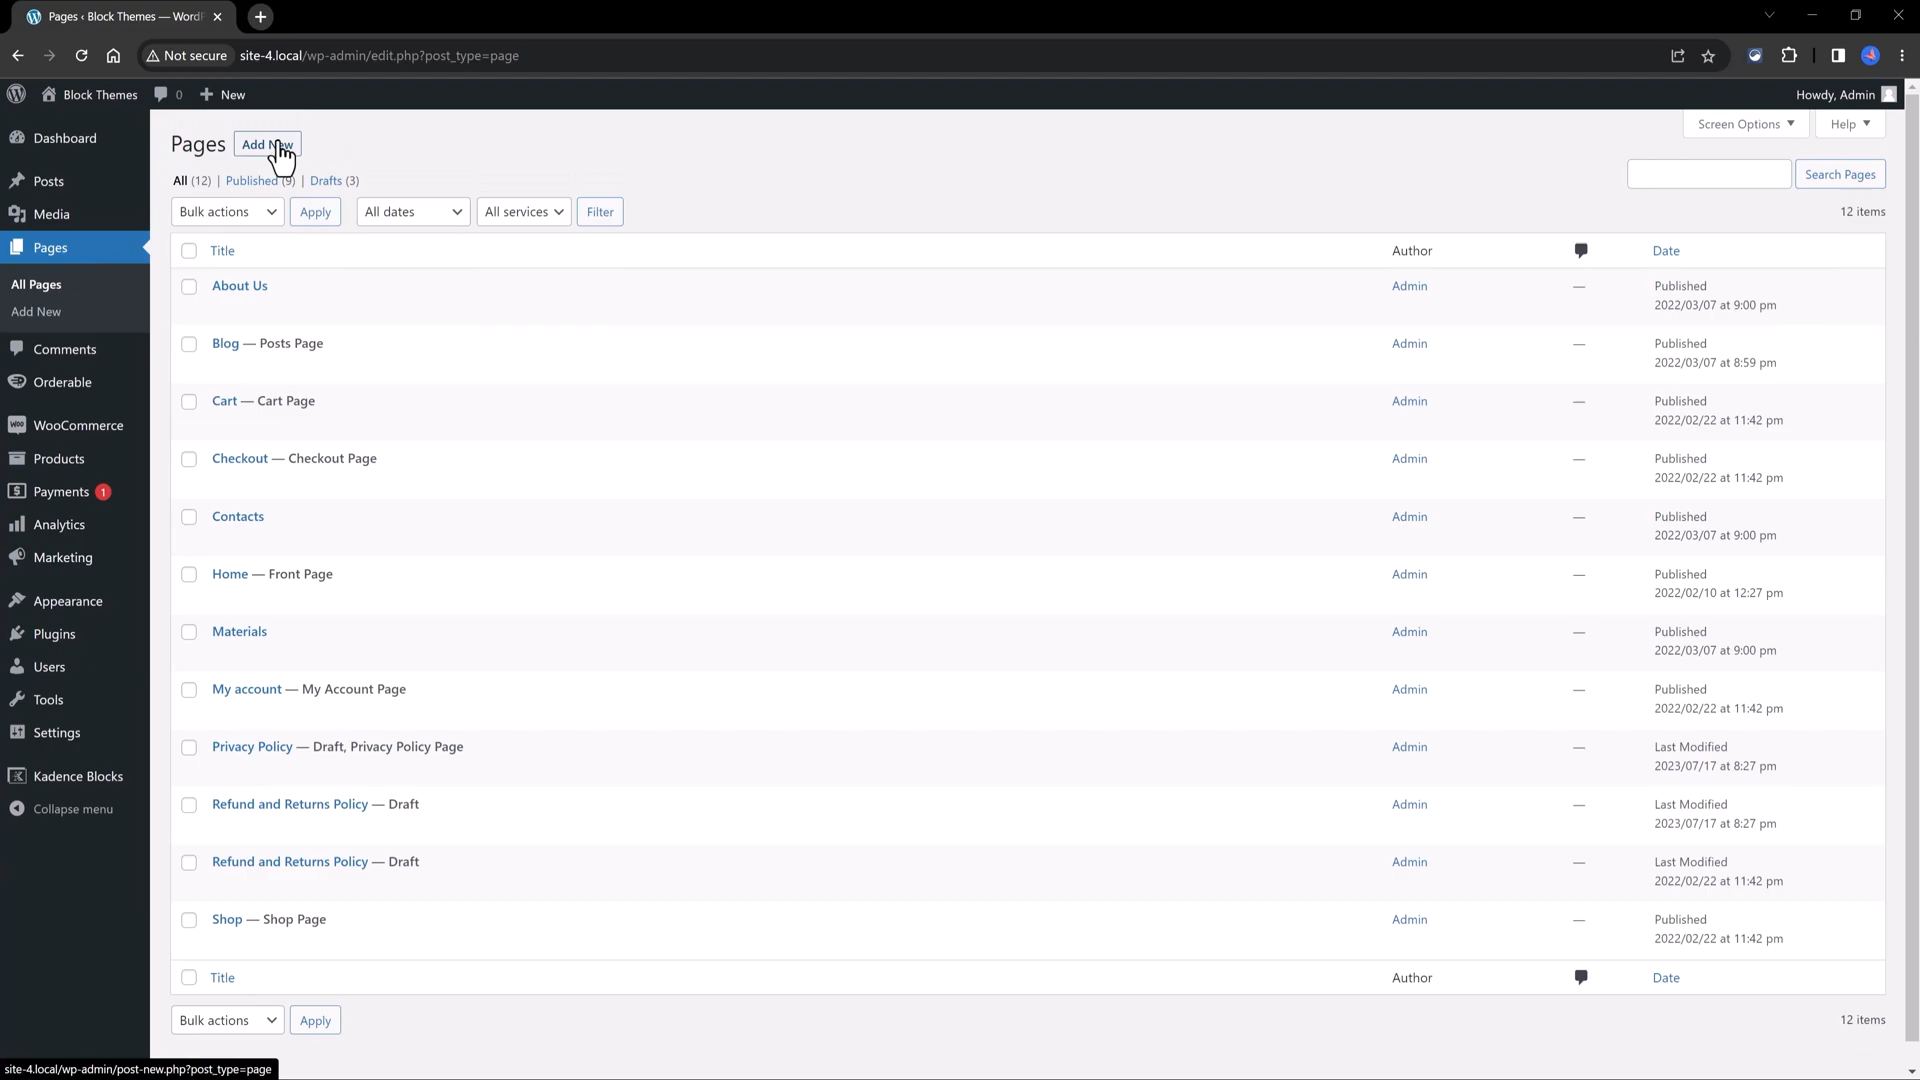 Pages ‹ Block Themes — WordP
Not secure site-4.local/wp-admin/edit.php?post_type=page
Block Themes 0 New Howdy, Admin
Dashboard
Posts
Media
Pages
All Pages
Add New
Comments
Orderable
WooCommerce
Products
Payments 1
Analytics
Marketing
Appearance
Plugins
Users
Tools
Settings
Kadence Blocks
Collapse menu
Screen Options Help
Pages Add New
All (12) | Published (9) | Drafts (3)
Search Pages
Bulk actions Apply All dates All services Filter 12 items
Title Author Date
About Us Admin — Published
2022/03/07 at 9:00 pm
Blog — Posts Page Admin — Published
2022/03/07 at 8:59 pm
Cart — Cart Page Admin — Published
2022/02/22 at 11:42 pm
Checkout — Checkout Page Admin — Published
2022/02/22 at 11:42 pm
Contacts Admin — Published
2022/03/07 at 9:00 pm
Home — Front Page Admin — Published
2022/02/10 at 12:27 pm
Materials Admin — Published
2022/03/07 at 9:00 pm
My account — My Account Page Admin — Published
2022/02/22 at 11:42 pm
Privacy Policy — Draft, Privacy Policy Page Admin — Last Modified
2023/07/17 at 8:27 pm
Refund and Returns Policy — Draft Admin — Last Modified
2023/07/17 at 8:27 pm
Refund and Returns Policy — Draft Admin — Last Modified
2022/02/22 at 11:42 pm
Shop — Shop Page Admin — Published
2022/02/22 at 11:42 pm
Title Author Date
Bulk actions Apply 12 items
site-4.local/wp-admin/post-new.php?post_type=page